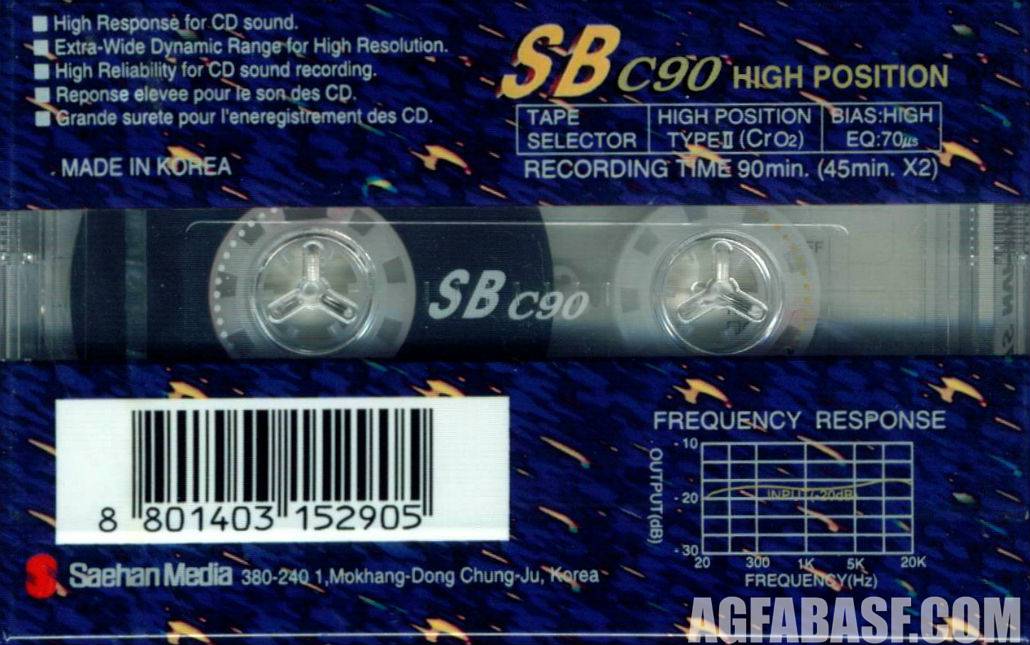 High Response for CD sound.
Extra-Wide Dynamic Range for High Resolution.
High Reliability for CD sound recording.
Reponse elevee pour le son des CD.
Grande surete pour l'eneregistrement des CD.
MADE IN KOREA
SB C90 HIGH POSITION
TAPE SELECTOR
HIGH POSITION TYPE II (CrO2)
BIAS:HIGH EQ:70µs
RECORDING TIME 90min. (45min. X2)
SB C90
8 801403 152905
Saehan Media 380-240 1,Mokhang-Dong Chung-Ju, Korea
FREQUENCY RESPONSE
OUTPUT(dB)
-10
-20
-30
INPUT(-20dB)
20 300 1K 5K 20K
FREQUENCY(Hz)
AGFABASE.COM